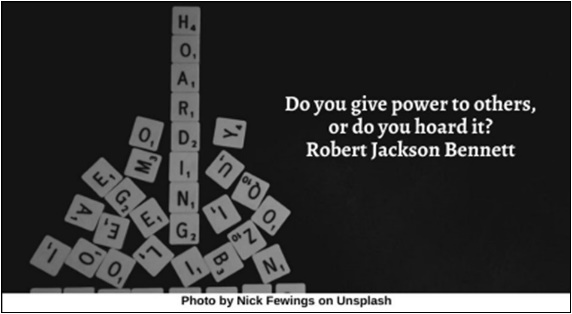 HOARDING
Do you give power to others,
or do you hoard it?
Robert Jackson Bennett
Photo by Nick Fewings on Unsplash